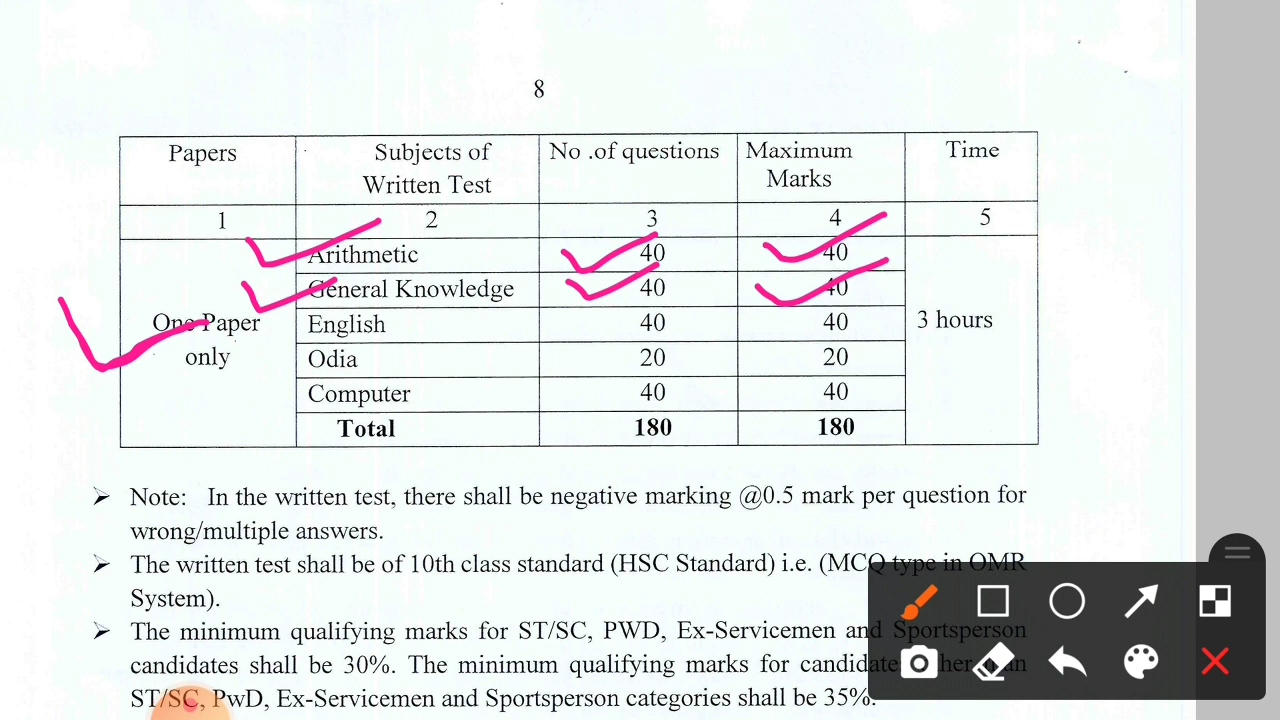 8
Papers Subjects of Written Test No .of questions Maximum Marks Time
1 2 3 4 5
One Paper only Arithmetic 40 40 3 hours
General Knowledge 40 40
English 40 40
Odia 20 20
Computer 40 40
Total 180 180
Note: In the written test, there shall be negative marking @0.5 mark per question for
wrong/multiple answers.
The written test shall be of 10th class standard (HSC Standard) i.e. (MCQ type in OMR
System).
The minimum qualifying marks for ST/SC, PWD, Ex-Servicemen and Sportsperson
candidates shall be 30%. The minimum qualifying marks for
ST/SC, PwD, Ex-Servicemen and Sportsperson categories shall be 35%.